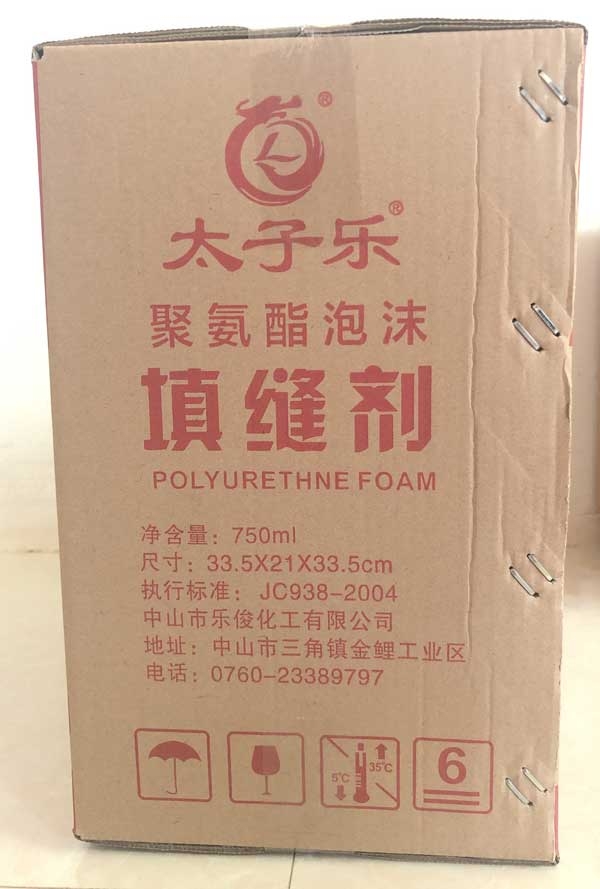 ®
太子乐®
聚氨酯泡沫
填缝剂
POLYURETHNE FOAM
净含量：750ml
尺寸：33.5X21X33.5cm
执行标准：JC938-2004
中山市乐俊化工有限公司
地址：中山市三角镇金鲤工业区
电话：0760-23389797
5℃ 35℃
6